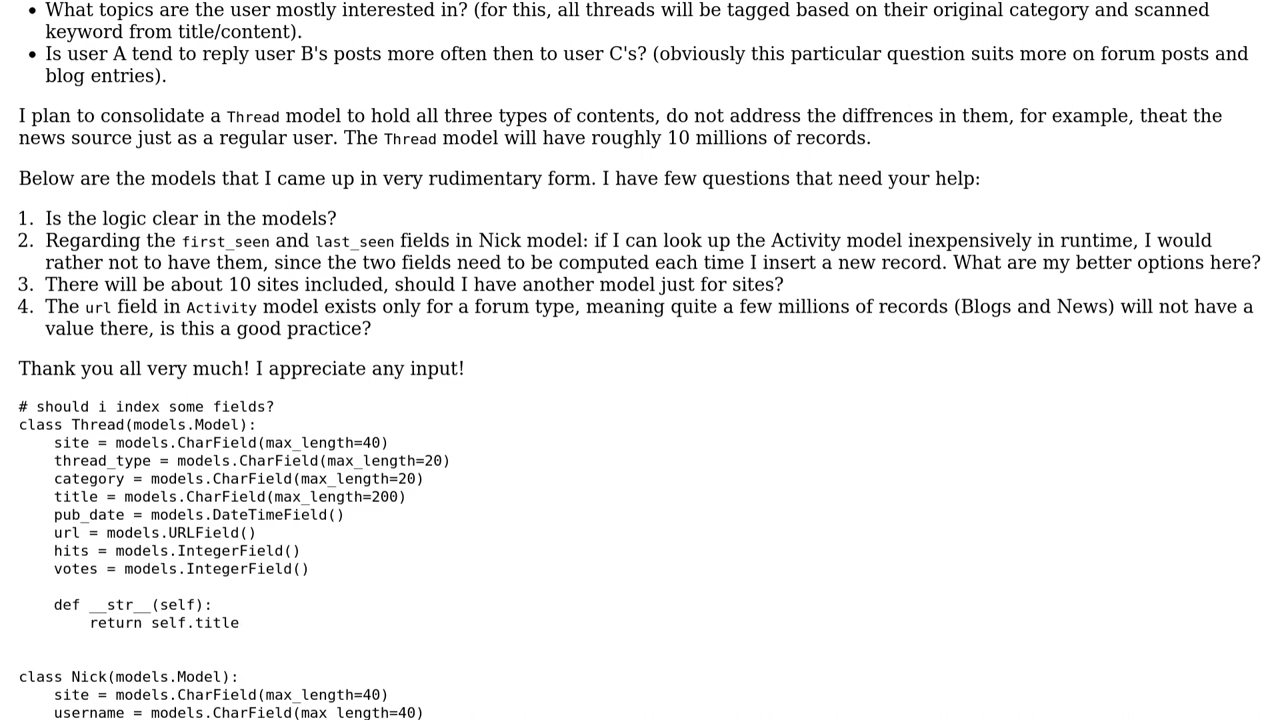 • What topics are the user mostly interested in? (for this, all threads will be tagged based on their original category and scanned
keyword from title/content).
• Is user A tend to reply user B's posts more often then to user C's? (obviously this particular question suits more on forum posts and
blog entries).
I plan to consolidate a Thread model to hold all three types of contents, do not address the diffrences in them, for example, theat the
news source just as a regular user. The Thread model will have roughly 10 millions of records.
Below are the models that I came up in very rudimentary form. I have few questions that need your help:
1. Is the logic clear in the models?
2. Regarding the first_seen and last_seen fields in Nick model: if I can look up the Activity model inexpensively in runtime, I would
rather not to have them, since the two fields need to be computed each time I insert a new record. What are my better options here?
3. There will be about 10 sites included, should I have another model just for sites?
4. The url field in Activity model exists only for a forum type, meaning quite a few millions of records (Blogs and News) will not have a
value there, is this a good practice?
Thank you all very much! I appreciate any input!
# should i index some fields?
class Thread(models.Model):
    site = models.CharField(max_length=40)
    thread_type = models.CharField(max_length=20)
    category = models.CharField(max_length=20)
    title = models.CharField(max_length=200)
    pub_date = models.DateTimeField()
    url = models.URLField()
    hits = models.IntegerField()
    votes = models.IntegerField()
    def __str__(self):
        return self.title
class Nick(models.Model):
    site = models.CharField(max_length=40)
    username = models.CharField(max_length=40)